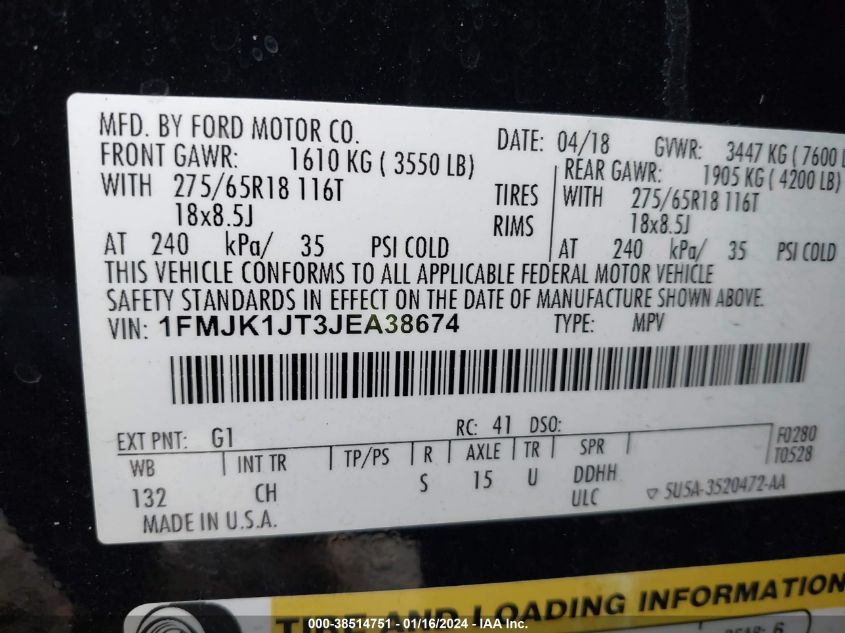 MFD. BY FORD MOTOR CO. DATE: 04/18 GVWR: 3447 KG ( 7600 L
FRONT GAWR: 1610 KG ( 3550 LB) REAR GAWR: 1905 KG ( 4200 LB)
WITH 275/65R18 116T TIRES WITH 275/65R18 116T
18x8.5J RIMS 18x8.5J
AT 240 kPa/ 35 PSI COLD AT 240 kPa/ 35 PSI COLD
THIS VEHICLE CONFORMS TO ALL APPLICABLE FEDERAL MOTOR VEHICLE
SAFETY STANDARDS IN EFFECT ON THE DATE OF MANUFACTURE SHOWN ABOVE.
VIN: 1FMJK1JT3JEA38674 TYPE: MPV
EXT PNT: G1 RC: 41 DSO: F0280
WB INT TR TP/PS R AXLE TR SPR T0528
132 CH S 15 U DDHH
ULC 5U5A-3520472-AA
MADE IN U.S.A.
TIRE AND LOADING INFORMATION
REAR: 6
000-38514751 - 01/16/2024 - IAAI Inc.